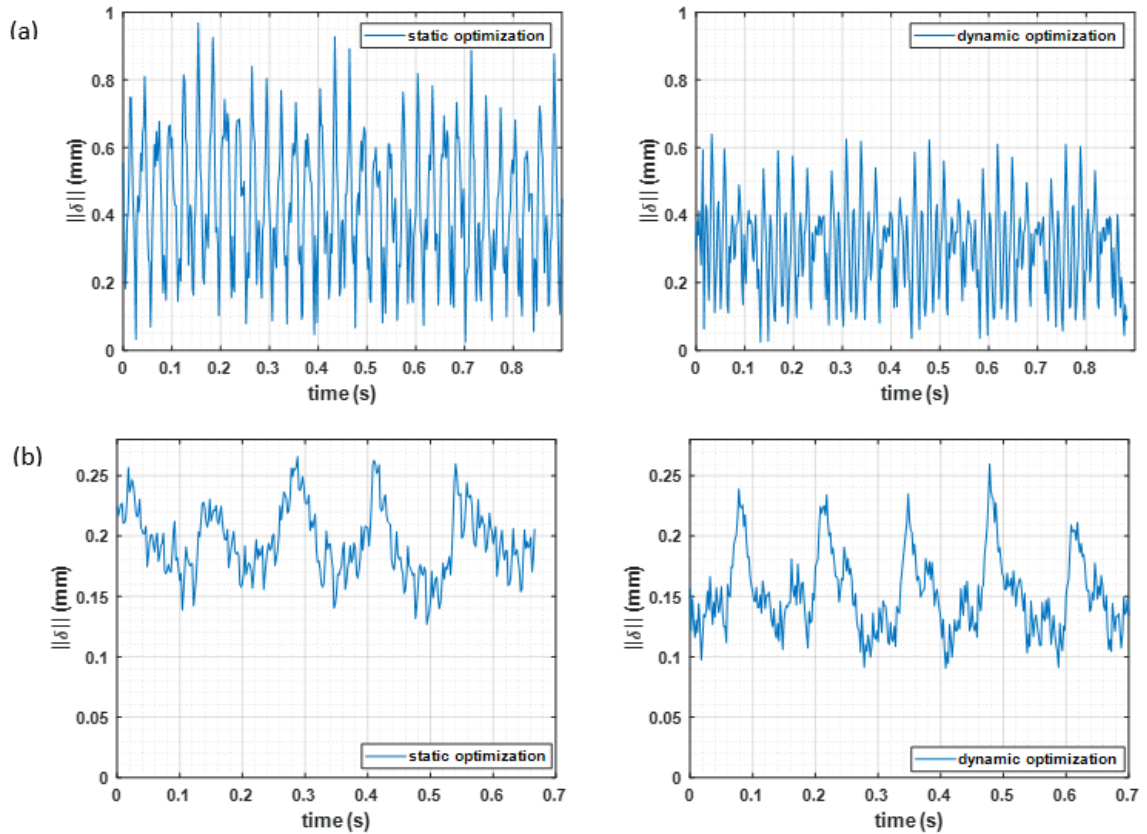 (a)
1
0.8
0.6
0.4
0.2
0
||δ|| (mm)
static optimization
0 0.1 0.2 0.3 0.4 0.5 0.6 0.7 0.8
time (s)
1
0.8
0.6
0.4
0.2
0
||δ|| (mm)
dynamic optimization
0 0.1 0.2 0.3 0.4 0.5 0.6 0.7 0.8
time (s)
(b)
0.25
0.2
0.15
0.1
0.05
0
||δ|| (mm)
static optimization
0 0.1 0.2 0.3 0.4 0.5 0.6 0.7
time (s)
0.25
0.2
0.15
0.1
0.05
0
||δ|| (mm)
dynamic optimization
0 0.1 0.2 0.3 0.4 0.5 0.6 0.7
time (s)